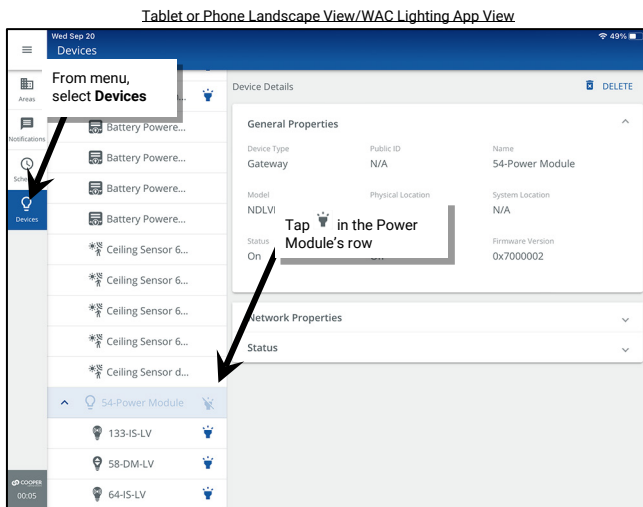 Tablet or Phone Landscape View/WAC Lighting App View
Wed Sep 20
49%
Devices
From menu,
select Devices
Areas
Notifications
Devices
Battery Powere...
Battery Powere...
Battery Powere...
Battery Powere...
Ceiling Sensor 6...
Ceiling Sensor 6...
Ceiling Sensor 6...
Ceiling Sensor 6...
Ceiling Sensor d...
54-Power Module
133-IS-LV
58-DM-LV
64-IS-LV
COOPER
00:05
Device Details
DELETE
General Properties
Device Type
Public ID
Name
Gateway
N/A
54-Power Module
Model
Physical Location
System Location
N/A
Tap in the Power
Module's row
Status
Firmware Version
On
0x7000002
Network Properties
Status